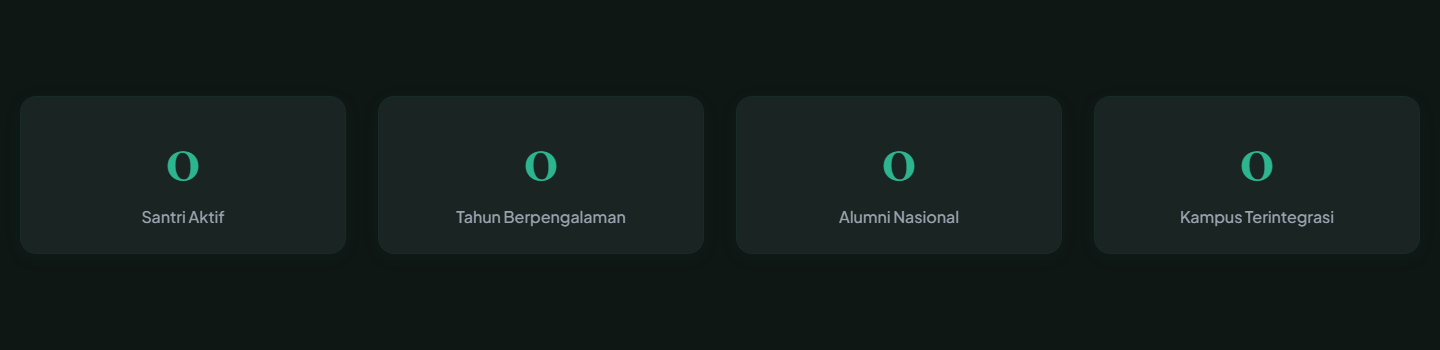 0
Santri Aktif
0
Tahun Berpengalaman
0
Alumni Nasional
0
Kampus Terintegrasi